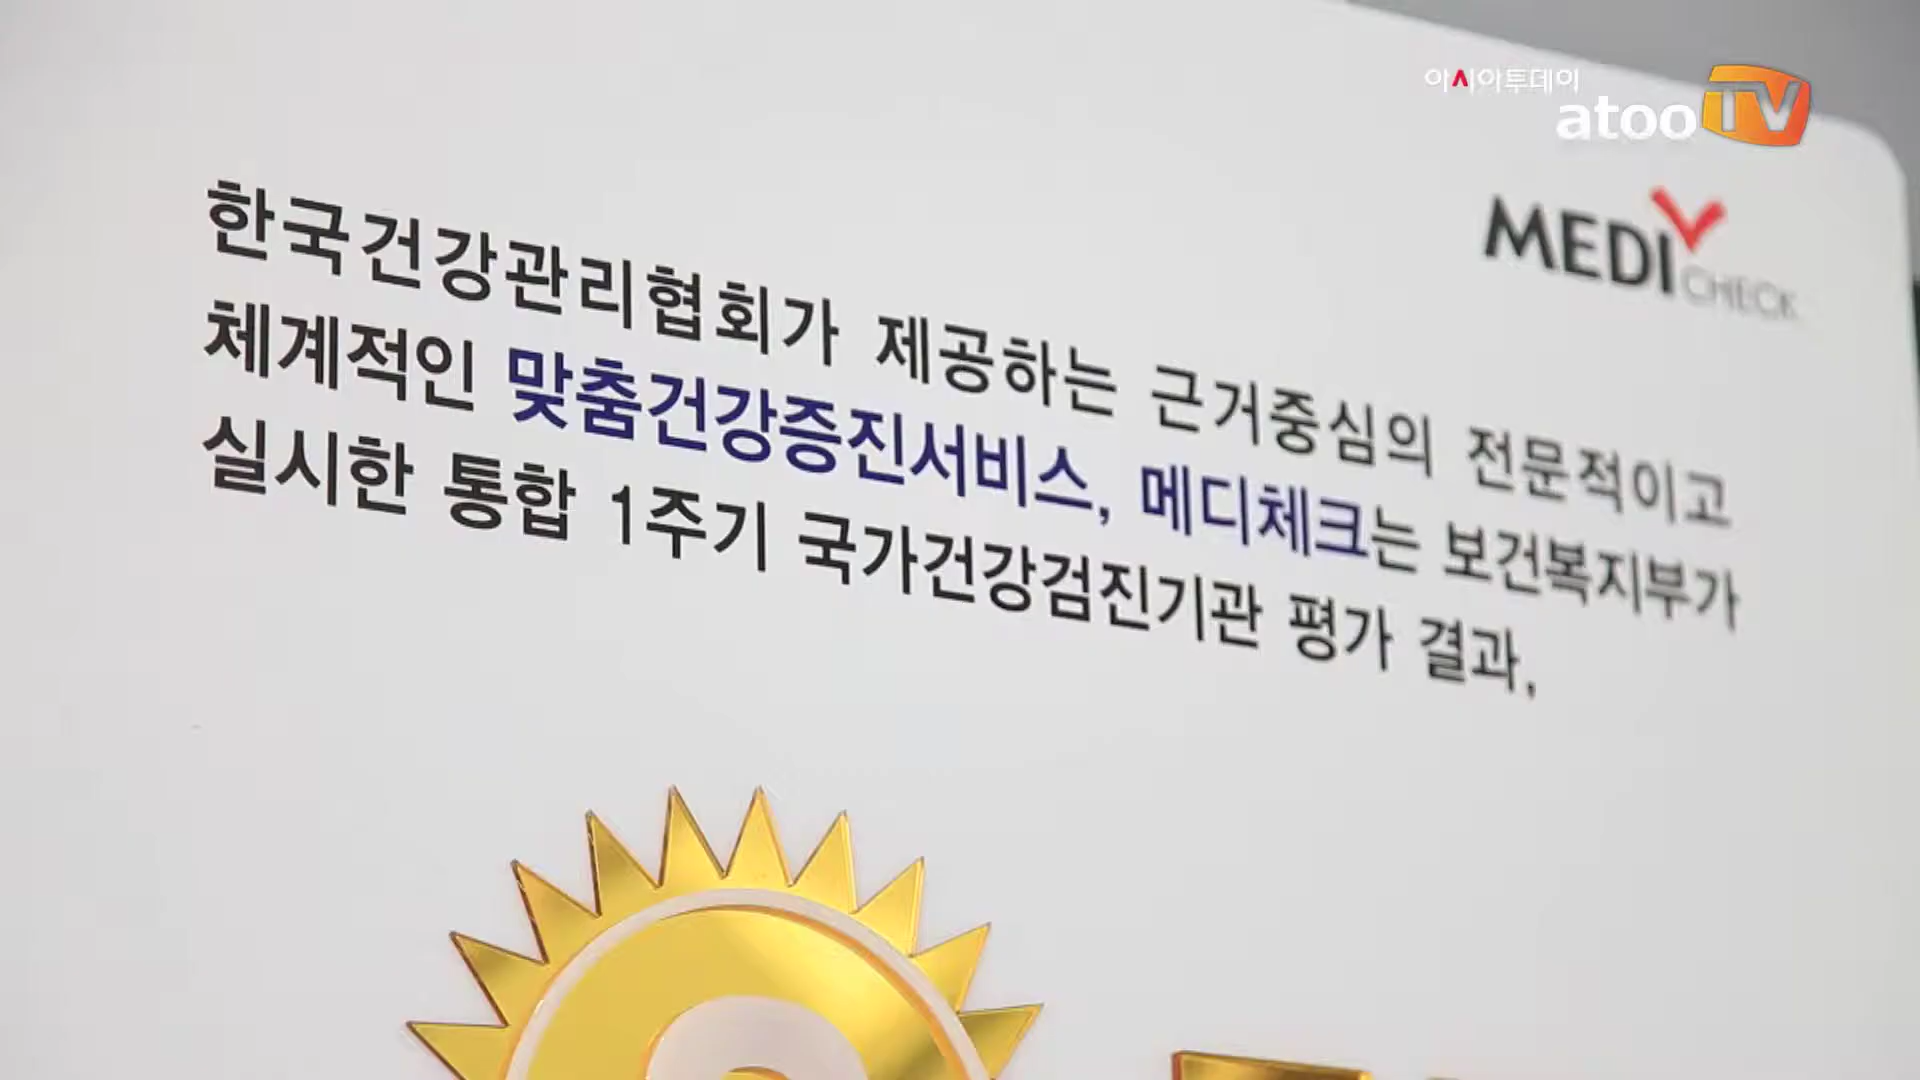 아시아투데이
atooTV
MEDI CHECK
한국건강관리협회가 제공하는 근거중심의 전문적이고
체계적인 맞춤건강증진서비스, 메디체크는 보건복지부가
실시한 통합 1주기 국가건강검진기관 평가 결과,